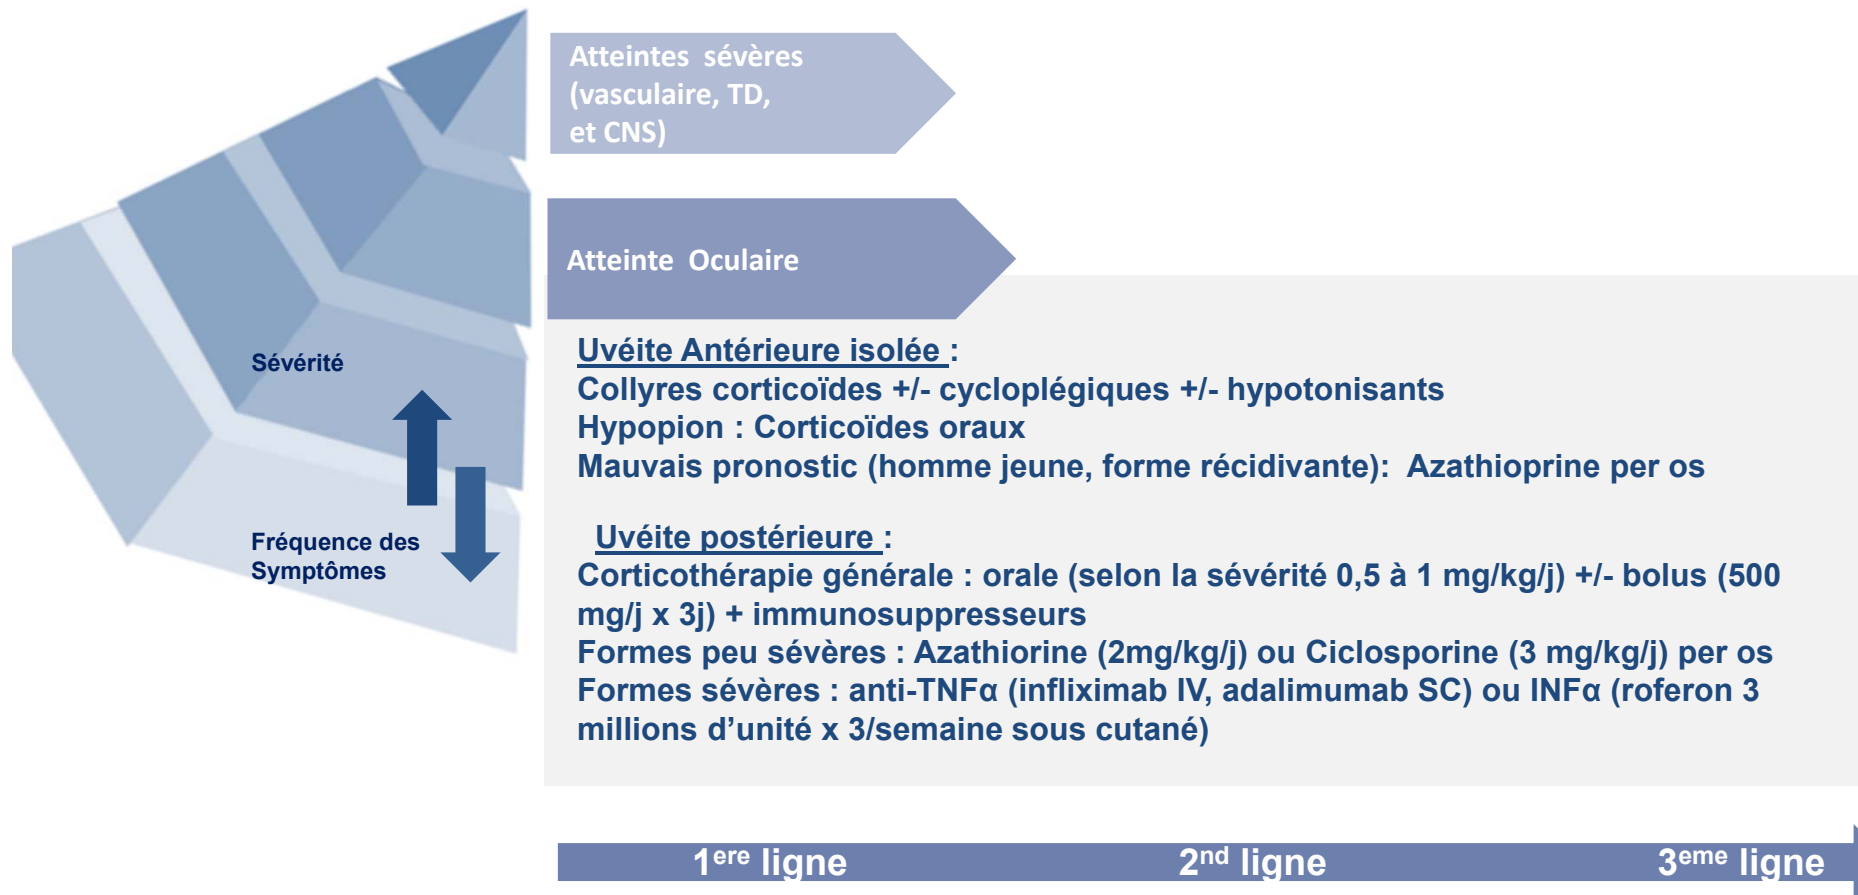 Atteintes sévères
(vasculaire, TD,
et CNS)
Atteinte Oculaire
Sévérité
Fréquence des
Symptômes
Uvéite Antérieure isolée :
Collyres corticoïdes +/- cycloplégiques +/- hypotonisants
Hypopion : Corticoïdes oraux
Mauvais pronostic (homme jeune, forme récidivante): Azathioprine per os
Uvéite postérieure :
Corticothérapie générale : orale (selon la sévérité 0,5 à 1 mg/kg/j) +/- bolus (500
mg/j x 3j) + immunosuppresseurs
Formes peu sévères : Azathiorine (2mg/kg/j) ou Ciclosporine (3 mg/kg/j) per os
Formes sévères : anti-TNFα (infliximab IV, adalimumab SC) ou INFα (roferon 3
millions d’unité x 3/semaine sous cutané)
1ere ligne 2nd ligne 3eme ligne